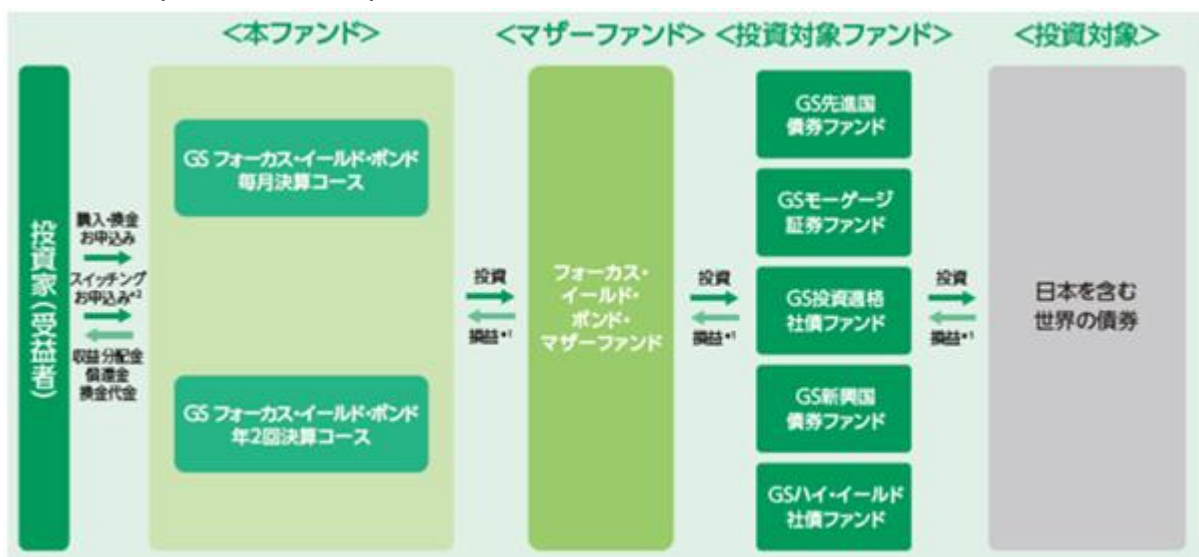 <本ファンド>
<マザーファンド>
<投資対象ファンド>
<投資対象>
投資家(受益者)
購入・換金
お申込み
スイッチング
お申込み*2
収益分配金
償還金
換金代金
GS フォーカス・イールド・ボンド
毎月決算コース
GS フォーカス・イールド・ボンド
年2回決算コース
投資
損益*1
フォーカス・
イールド・
ボンド・
マザーファンド
投資
損益*1
GS先進国
債券ファンド
GSモーゲージ
証券ファンド
GS投資適格
社債ファンド
GS新興国
債券ファンド
GSハイ・イールド
社債ファンド
投資
損益*1
日本を含む
世界の債券